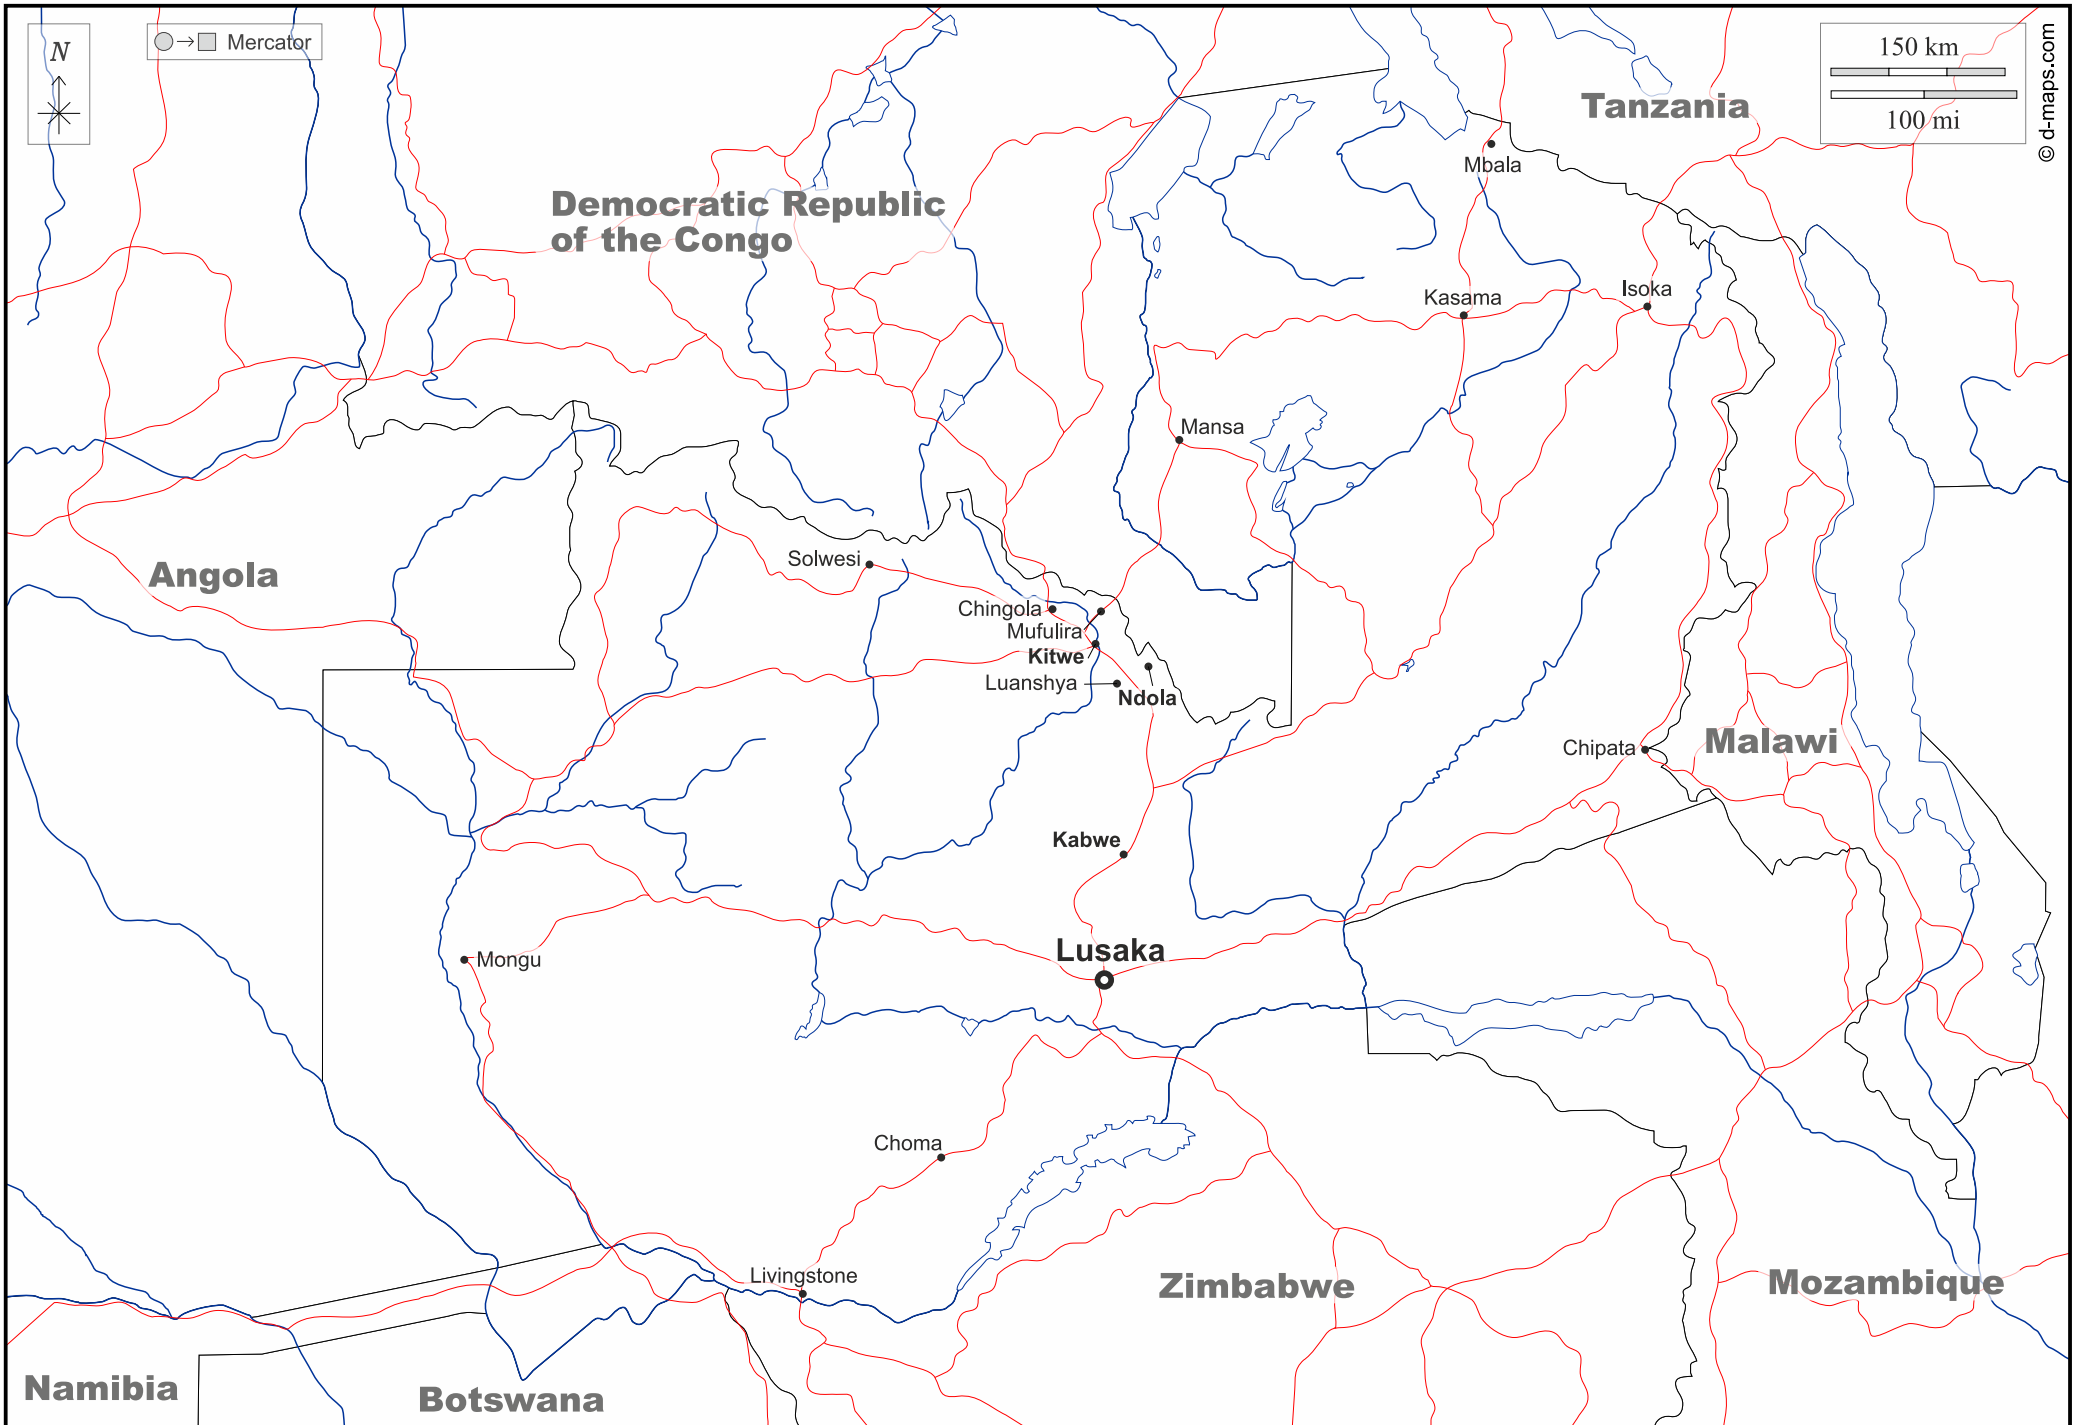 N
Mercator
150 km
100 mi
© d-maps.com
Tanzania
Mbala
Democratic Republic
of the Congo
Isoka
Kasama
Mansa
Solwesi
Angola
Chingola
Mufulira
Kitwe
Luanshya
Ndola
Chipata
Malawi
Kabwe
Lusaka
Mongu
Choma
Livingstone
Zimbabwe
Mozambique
Namibia
Botswana